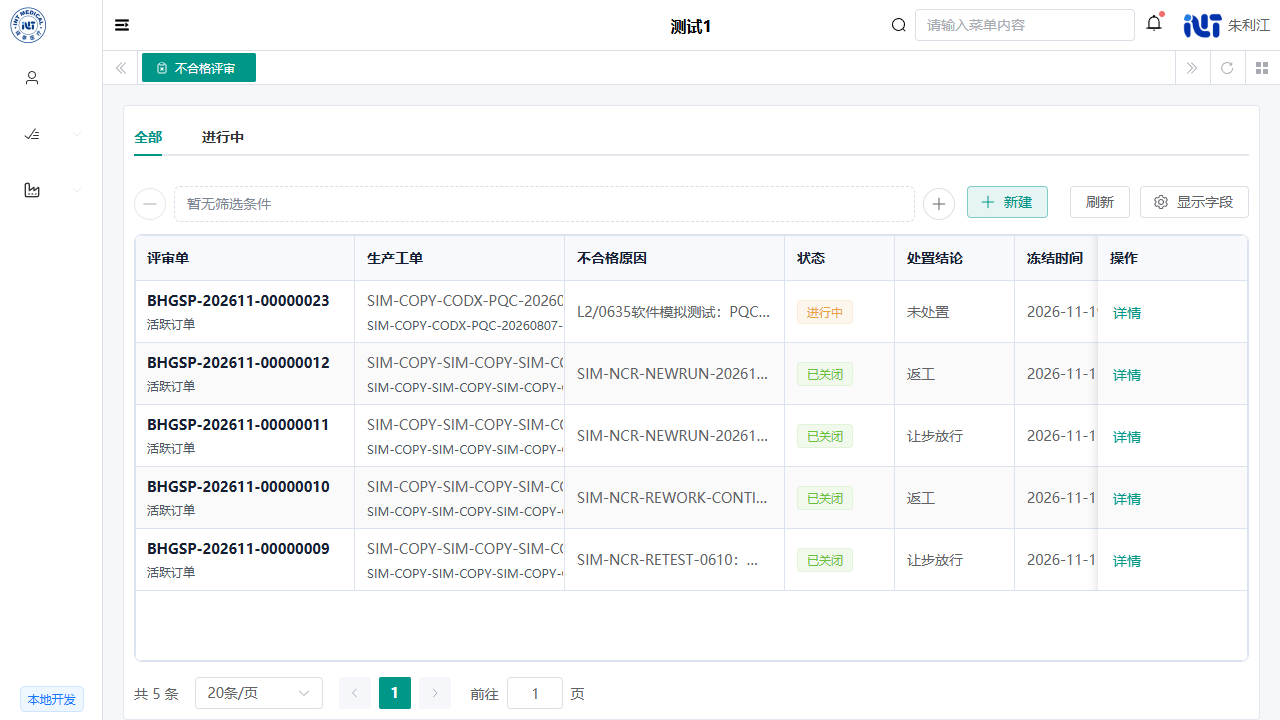 测试1
请输入菜单内容
朱利江
不合格评审
全部
进行中
暂无筛选条件
新建
刷新
显示字段
评审单
生产工单
不合格原因
状态
处置结论
冻结时间
操作
BHGSP-202611-00000023
活跃订单
SIM-COPY-CODX-PQC-20260
SIM-COPY-CODX-PQC-20260807-
L2/0635软件模拟测试：PQC...
进行中
未处置
2026-11-1
详情
BHGSP-202611-00000012
活跃订单
SIM-COPY-SIM-COPY-SIM-C
SIM-COPY-SIM-COPY-SIM-COPY-
SIM-NCR-NEWRUN-20261...
已关闭
返工
2026-11-1
详情
BHGSP-202611-00000011
活跃订单
SIM-COPY-SIM-COPY-SIM-C
SIM-COPY-SIM-COPY-SIM-COPY-
SIM-NCR-NEWRUN-20261...
已关闭
让步放行
2026-11-1
详情
BHGSP-202611-00000010
活跃订单
SIM-COPY-SIM-COPY-SIM-C
SIM-COPY-SIM-COPY-SIM-COPY-
SIM-NCR-REWORK-CONTI...
已关闭
返工
2026-11-1
详情
BHGSP-202611-00000009
活跃订单
SIM-COPY-SIM-COPY-SIM-C
SIM-COPY-SIM-COPY-SIM-COPY-
SIM-NCR-RETEST-0610：...
已关闭
让步放行
2026-11-1
详情
共 5 条
20条/页
1
前往
1
页
本地开发